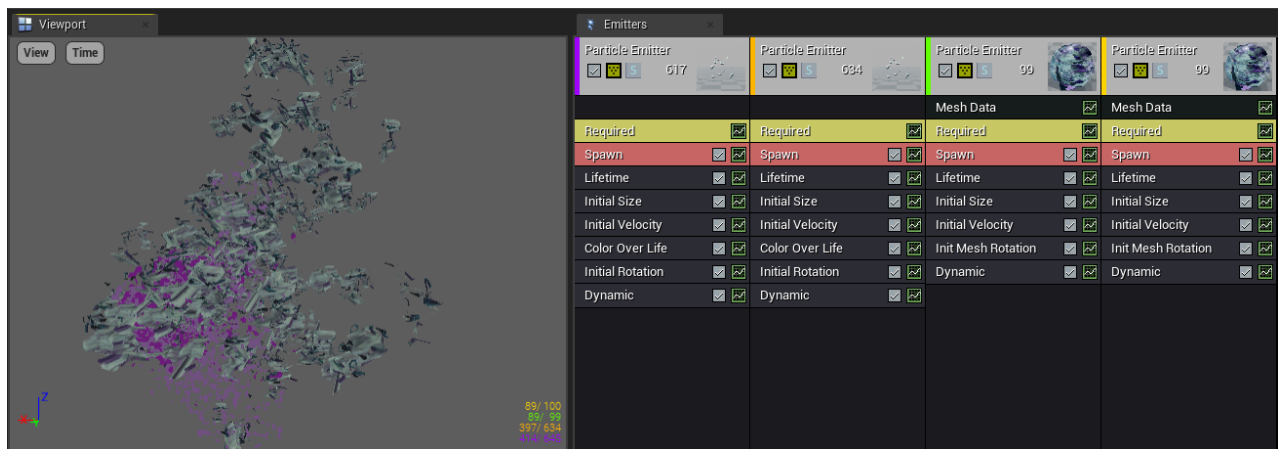 Viewport
View Time
89/ 100
89/ 99
397/ 634
414/ 645
Emitters
Particle Emitter Particle Emitter Particle Emitter Particle Emitter
S 617 S 634 S 99 S 99
Mesh Data Mesh Data
Required Required Required Required
Spawn Spawn Spawn Spawn
Lifetime Lifetime Lifetime Lifetime
Initial Size Initial Size Initial Size Initial Size
Initial Velocity Initial Velocity Initial Velocity Initial Velocity
Color Over Life Color Over Life Init Mesh Rotation Init Mesh Rotation
Initial Rotation Initial Rotation Dynamic Dynamic
Dynamic Dynamic
Z